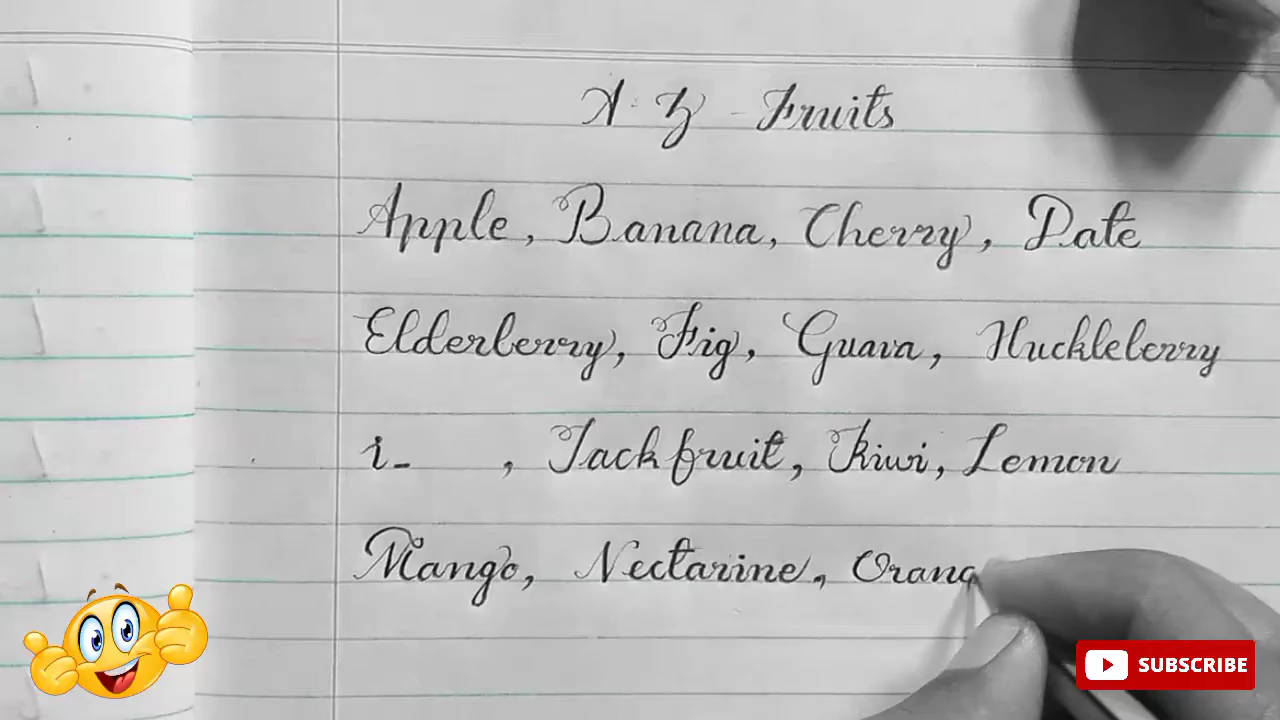 A-Z - Fruits
Apple, Banana, Cherry, Date
Elderberry, Fig, Guava, Huckleberry
i- , Jackfruit, Kiwi, Lemon
Mango, Nectarine, Orang
SUBSCRIBE